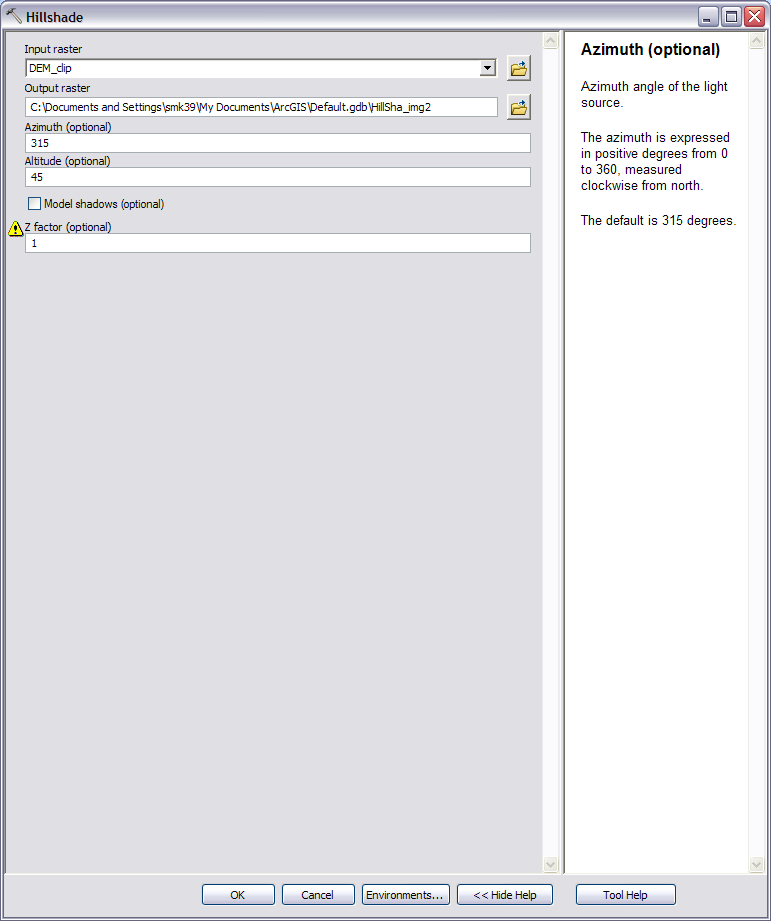 Hillshade
Input raster
DEM_clip
Output raster
C:\Documents and Settings\smk39\My Documents\ArcGIS\Default.gdb\HillSha_img2
Azimuth (optional)
315
Altitude (optional)
45
Model shadows (optional)
Z factor (optional)
1
Azimuth (optional)
Azimuth angle of the light
source.
The azimuth is expressed
in positive degrees from 0
to 360, measured
clockwise from north.
The default is 315 degrees.
OK
Cancel
Environments...
<< Hide Help
Tool Help